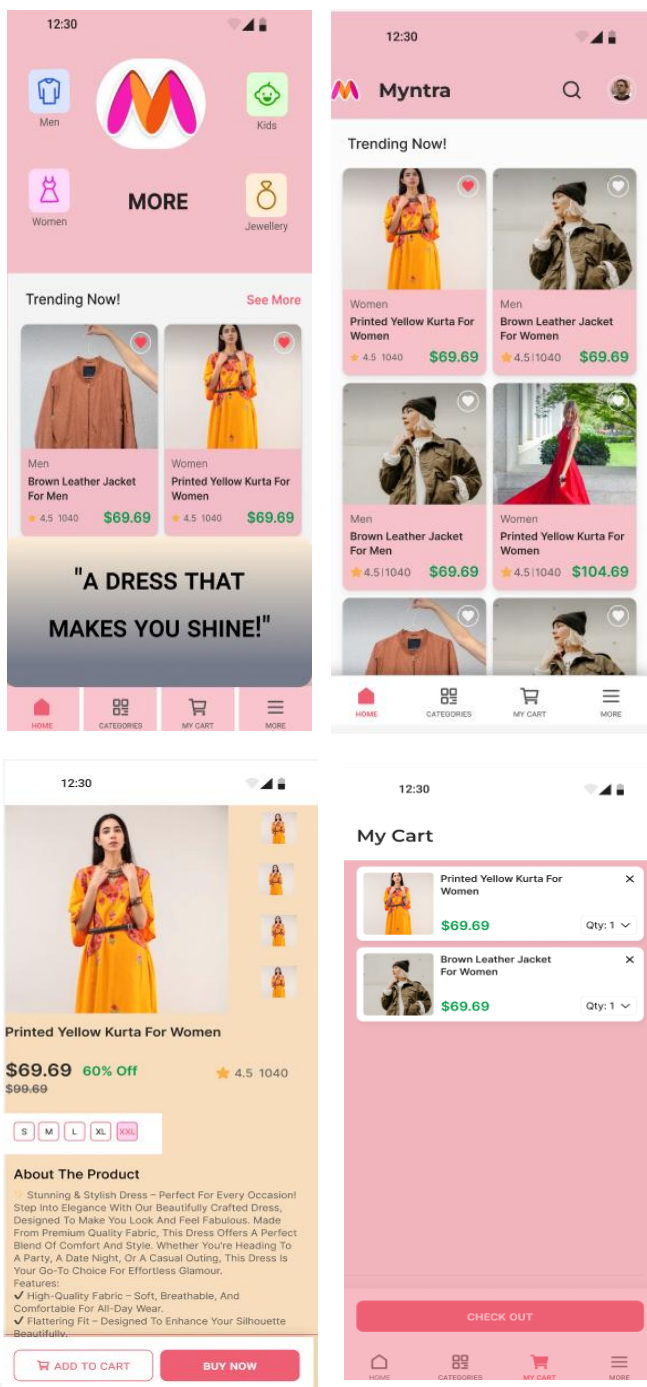 12:30
Men
Kids
Women
MORE
Jewellery
Trending Now!
See More
Men
Brown Leather Jacket
For Men
4.5 1040
$69.69
Women
Printed Yellow Kurta For
Women
4.5 1040
$69.69
"A DRESS THAT
MAKES YOU SHINE!"
HOME
CATEGORIES
MY CART
MORE
12:30
Myntra
Trending Now!
Women
Printed Yellow Kurta For
Women
4.5 1040
$69.69
Men
Brown Leather Jacket
For Women
4.5|1040
$69.69
Men
Brown Leather Jacket
For Men
4.5|1040
$69.69
Women
Printed Yellow Kurta For
Women
4.5|1040
$104.69
HOME
CATEGORIES
MY CART
MORE
12:30
Printed Yellow Kurta For Women
$69.69 60% Off
4.5 1040
$99.69
S M L XL XXL
About The Product
Stunning & Stylish Dress – Perfect For Every Occasion!
Step Into Elegance With Our Beautifully Crafted Dress,
Designed To Make You Look And Feel Fabulous. Made
From Premium Quality Fabric, This Dress Offers A Perfect
Blend Of Comfort And Style. Whether You're Heading To
A Party, A Date Night, Or A Casual Outing, This Dress Is
Your Go-To Choice For Effortless Glamour.
Features:
✔ High-Quality Fabric – Soft, Breathable, And
Comfortable For All-Day Wear.
✔ Flattering Fit – Designed To Enhance Your Silhouette
Beautifully.
ADD TO CART
BUY NOW
12:30
My Cart
Printed Yellow Kurta For
Women
$69.69
Qty: 1
Brown Leather Jacket
For Women
$69.69
Qty: 1
CHECK OUT
HOME
CATEGORIES
MY CART
MORE